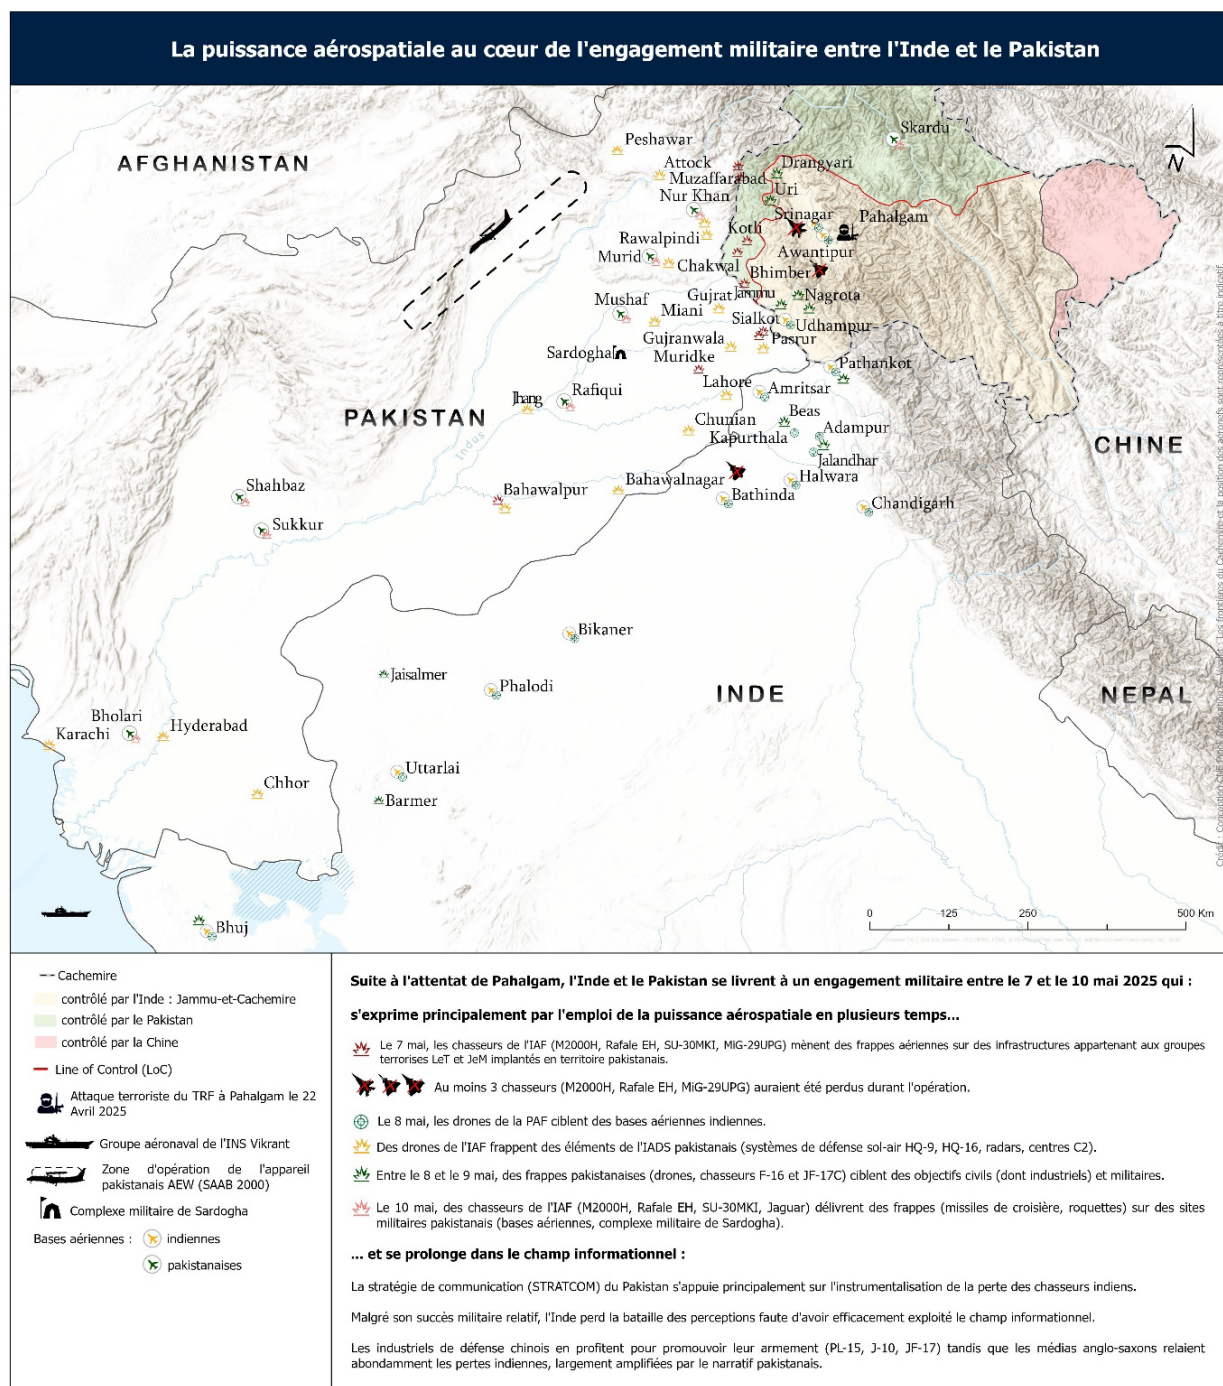 La puissance aérospatiale au cœur de l'engagement militaire entre l'Inde et le Pakistan
AFGHANISTAN
Peshawar
Skardu
Attock
Drangyari
Muzaffarabad
N
Nur Khan
Uri
Srinagar
Pahalgam
Rawalpindi
Kotli
Murid
Chakwal
Awantipur
Bhimber
Mushaf
Gujrat
Jammu
Nagrota
Miani
Sialkot
Udhampur
Gujranwala
Pasrur
Sardogha
Muridke
Pathankot
Jhang
Rafiqui
Lahore
Amritsar
PAKISTAN
Indus
Chunian
Beas
Kapurthala
Adampur
CHINE
Jalandhar
Shahbaz
Bahawalpur
Bahawalnagar
Halwara
Bathinda
Chandigarh
Sukkur
Bikaner
Jaisalmer
Phalodi
INDE
NEPAL
Bholari
Karachi
Hyderabad
Uttarlai
Chhor
Barmer
Bhuj
0 125 250 500 Km
Les frontières du Cachemire et la position des aéronefs sont représentées à titre indicatif.
Cachemire
contrôlé par l'Inde : Jammu-et-Cachemire
contrôlé par le Pakistan
contrôlé par la Chine
Line of Control (LoC)
Attaque terroriste du TRF à Pahalgam le 22
Avril 2025
Groupe aéronaval de l'INS Vikrant
Zone d'opération de l'appareil
pakistanais AEW (SAAB 2000)
Complexe militaire de Sardogha
Bases aériennes : indiennes
pakistanaises
Suite à l'attentat de Pahalgam, l'Inde et le Pakistan se livrent à un engagement militaire entre le 7 et le 10 mai 2025 qui :
s'exprime principalement par l'emploi de la puissance aérospatiale en plusieurs temps...
Le 7 mai, les chasseurs de l'IAF (M2000H, Rafale EH, SU-30MKI, MiG-29UPG) mènent des frappes aériennes sur des infrastructures appartenant aux groupes
terrorises LeT et JeM implantés en territoire pakistanais.
Au moins 3 chasseurs (M2000H, Rafale EH, MiG-29UPG) auraient été perdus durant l'opération.
Le 8 mai, les drones de la PAF ciblent des bases aériennes indiennes.
Des drones de l'IAF frappent des éléments de l'IADS pakistanais (systèmes de défense sol-air HQ-9, HQ-16, radars, centres C2).
Entre le 8 et le 9 mai, des frappes pakistanaises (drones, chasseurs F-16 et JF-17C) ciblent des objectifs civils (dont industriels) et militaires.
Le 10 mai, des chasseurs de l'IAF (M2000H, Rafale EH, SU-30MKI, Jaguar) délivrent des frappes (missiles de croisière, roquettes) sur des sites
militaires pakistanais (bases aériennes, complexe militaire de Sardogha).
... et se prolonge dans le champ informationnel :
La stratégie de communication (STRATCOM) du Pakistan s'appuie principalement sur l'instrumentalisation de la perte des chasseurs indiens.
Malgré son succès militaire relatif, l'Inde perd la bataille des perceptions faute d'avoir efficacement exploité le champ informationnel.
Les industriels de défense chinois en profitent pour promouvoir leur armement (PL-15, J-10, JF-17) tandis que les médias anglo-saxons relaient
abondamment les pertes indiennes, largement amplifiées par le narratif pakistanais.